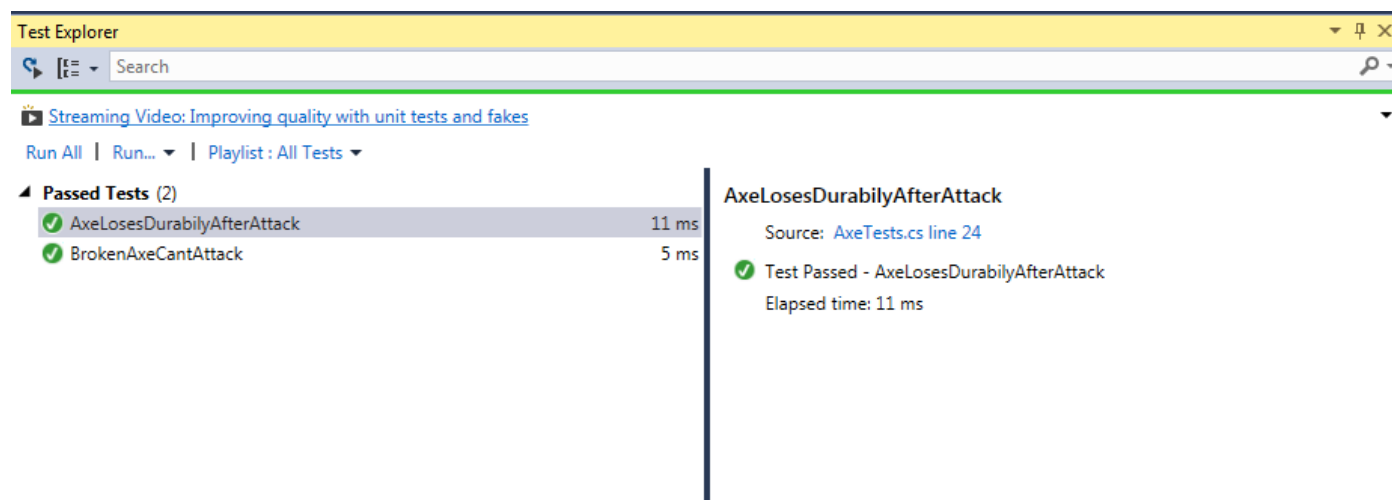 Test Explorer
Search
Streaming Video: Improving quality with unit tests and fakes
Run All | Run... | Playlist : All Tests
Passed Tests (2)
AxeLosesDurabilyAfterAttack 11 ms
BrokenAxeCantAttack 5 ms
AxeLosesDurabilyAfterAttack
Source: AxeTests.cs line 24
Test Passed - AxeLosesDurabilyAfterAttack
Elapsed time: 11 ms